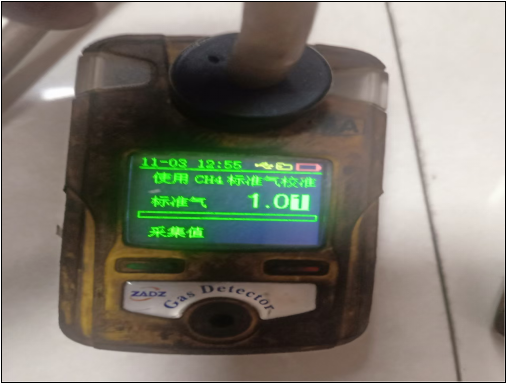 11-03 12:55
使用 CH4 标准气校准
标准气 1.01
采集值
ZADZ
Gas Detector